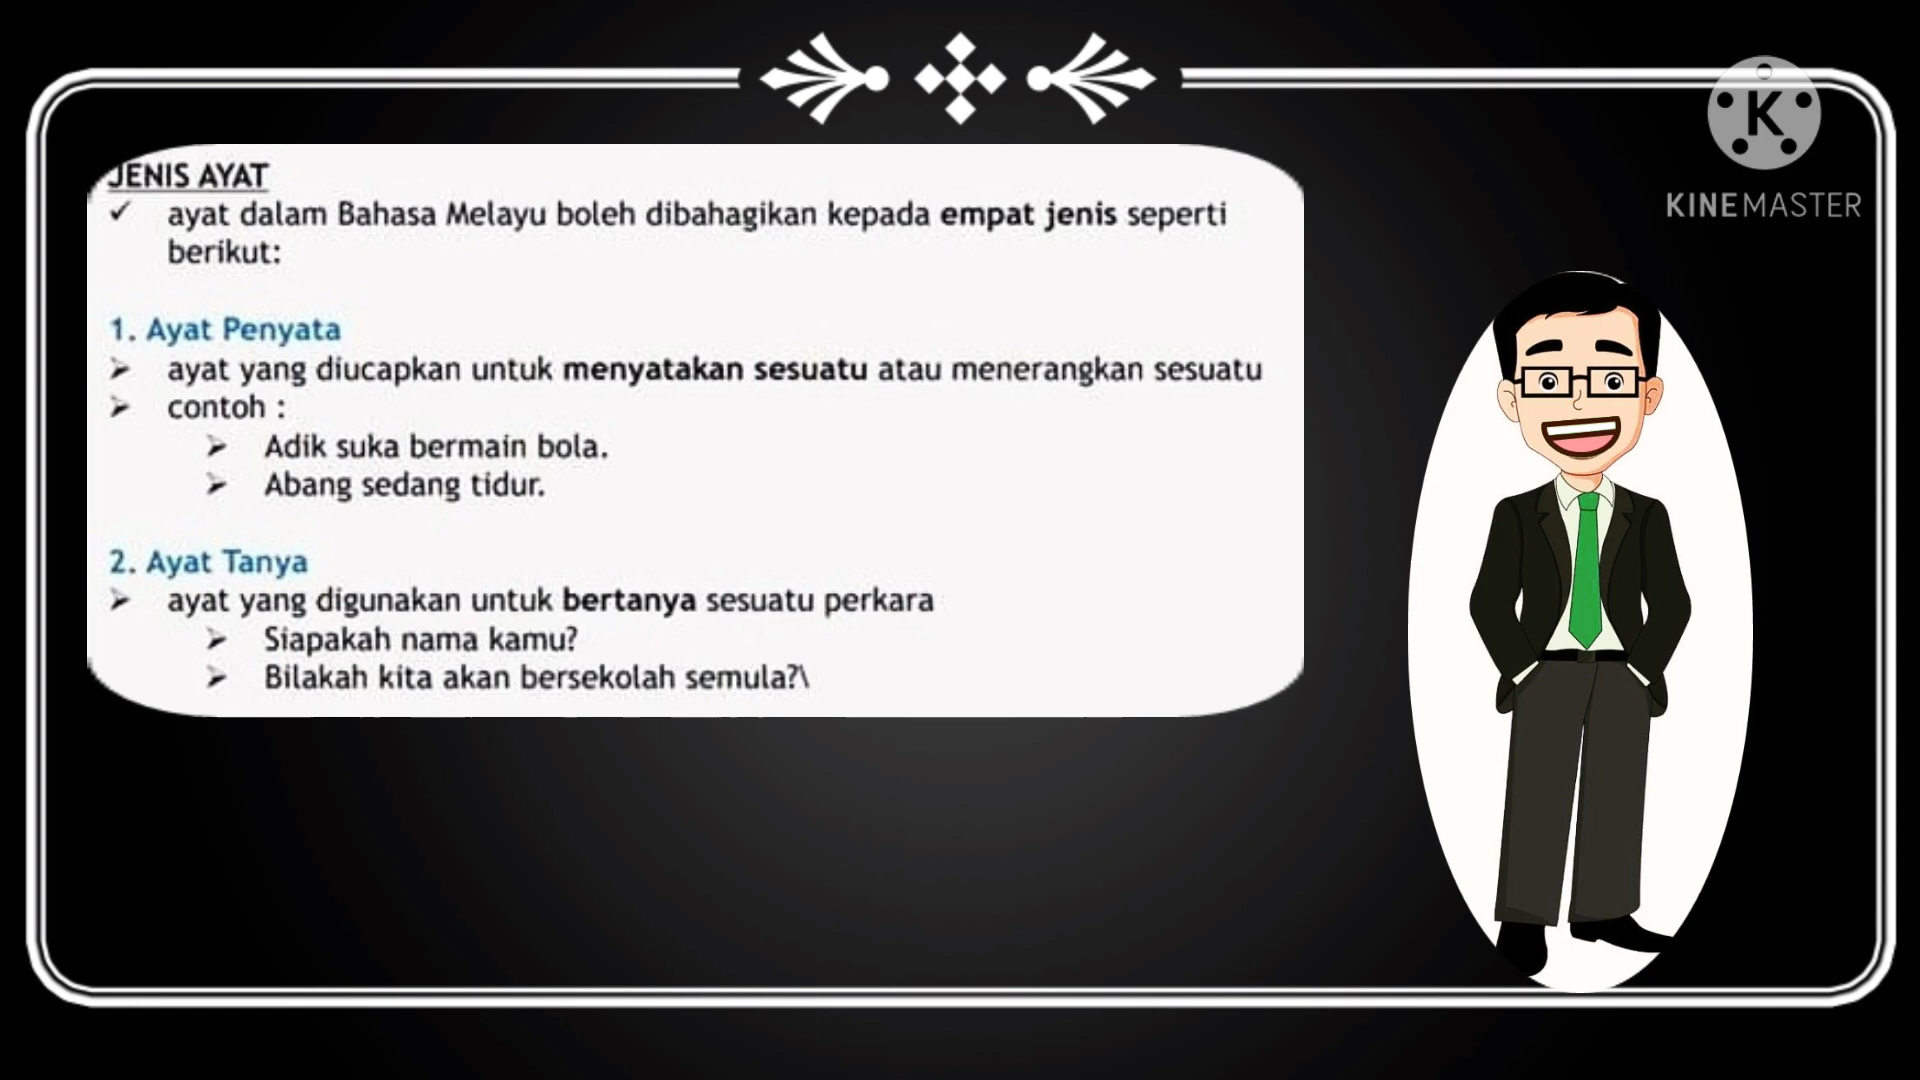 JENIS AYAT
✓ ayat dalam Bahasa Melayu boleh dibahagikan kepada empat jenis seperti
berikut:
1. Ayat Penyata
➢ ayat yang diucapkan untuk menyatakan sesuatu atau menerangkan sesuatu
➢ contoh :
➢ Adik suka bermain bola.
➢ Abang sedang tidur.
2. Ayat Tanya
➢ ayat yang digunakan untuk bertanya sesuatu perkara
➢ Siapakah nama kamu?
➢ Bilakah kita akan bersekolah semula?\
K
KINEMASTER